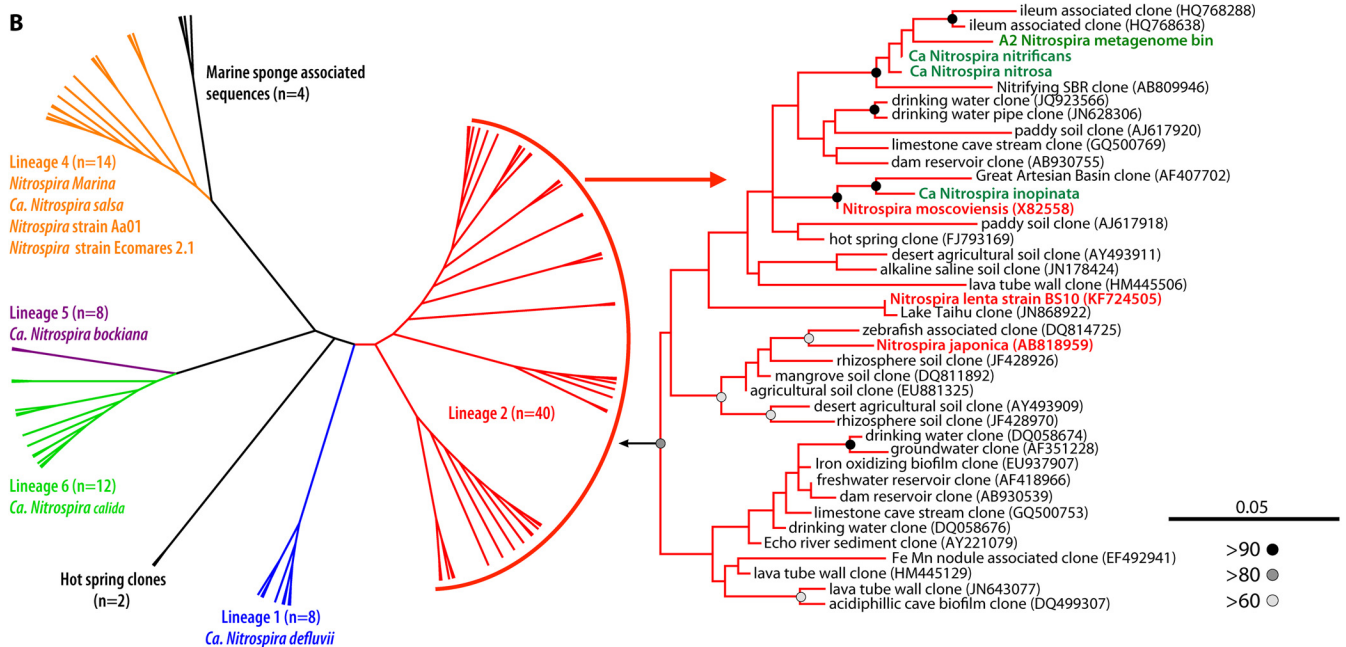 B
Marine sponge associated
sequences (n=4)
Lineage 4 (n=14)
Nitrospira Marina
Ca. Nitrospira salsa
Nitrospira strain Aa01
Nitrospira strain Ecomares 2.1
Lineage 5 (n=8)
Ca. Nitrospira bockiana
Lineage 6 (n=12)
Ca. Nitrospira calida
Hot spring clones
(n=2)
Lineage 1 (n=8)
Ca. Nitrospira defluvii
Lineage 2 (n=40)
ileum associated clone (HQ768288)
ileum associated clone (HQ768638)
A2 Nitrospira metagenome bin
Ca Nitrospira nitrificans
Ca Nitrospira nitrosa
Nitrifying SBR clone (AB809946)
drinking water clone (JQ923566)
drinking water pipe clone (JN628306)
paddy soil clone (AJ617920)
limestone cave stream clone (GQ500769)
dam reservoir clone (AB930755)
Great Artesian Basin clone (AF407702)
Ca Nitrospira inopinata
Nitrospira moscoviensis (X82558)
paddy soil clone (AJ617918)
hot spring clone (FJ793169)
desert agricultural soil clone (AY493911)
alkaline saline soil clone (JN178424)
lava tube wall clone (HM445506)
Nitrospira lenta strain BS10 (KF724505)
Lake Taihu clone (JN868922)
zebrafish associated clone (DQ814725)
Nitrospira japonica (AB818959)
rhizosphere soil clone (JF428926)
mangrove soil clone (DQ811892)
agricultural soil clone (EU881325)
desert agricultural soil clone (AY493909)
rhizosphere soil clone (JF428970)
drinking water clone (DQ058674)
groundwater clone (AF351228)
Iron oxidizing biofilm clone (EU937907)
freshwater reservoir clone (AF418966)
dam reservoir clone (AB930539)
limestone cave stream clone (GQ500753)
drinking water clone (DQ058676)
Echo river sediment clone (AY221079)
Fe Mn nodule associated clone (EF492941)
lava tube wall clone (HM445129)
lava tube wall clone (JN643077)
acidiphillic cave biofilm clone (DQ499307)
0.05
>90
>80
>60